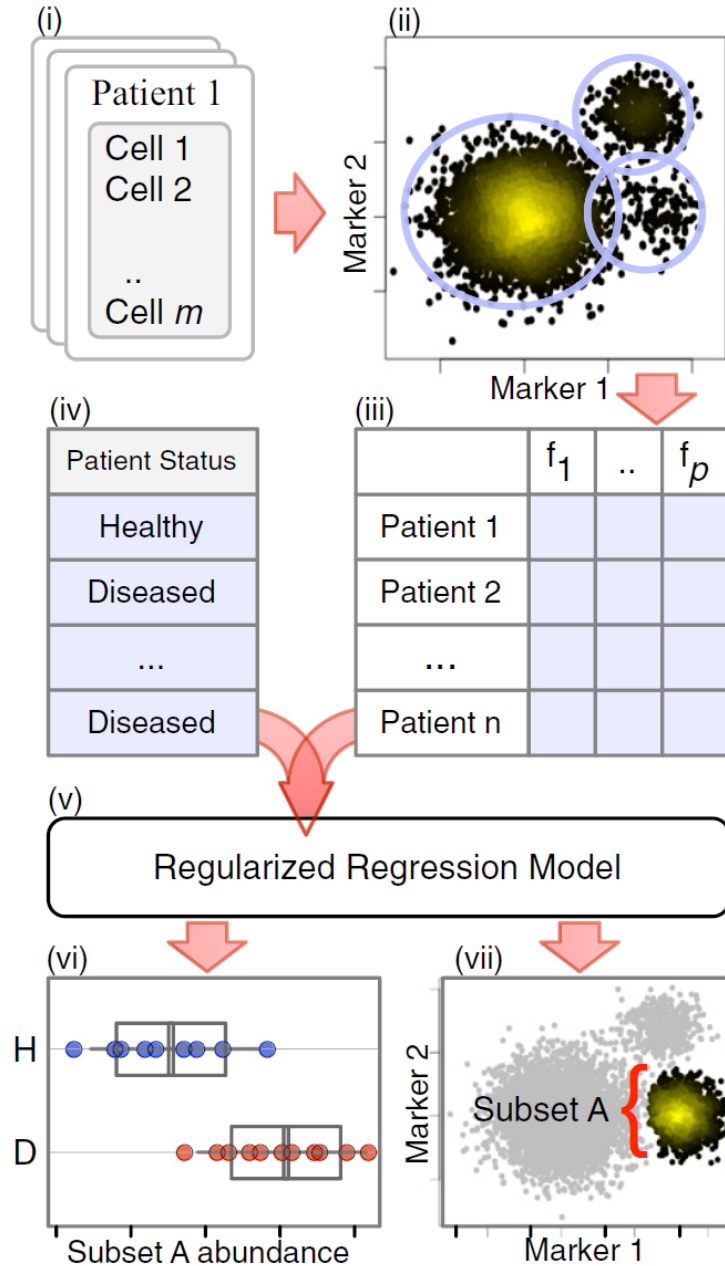 (i)
Patient 1
Cell 1
Cell 2
..
Cell m
(ii)
Marker 2
Marker 1
(iv)
Patient Status
Healthy
Diseased
...
Diseased
(iii)
f1 .. fp
Patient 1
Patient 2
...
Patient n
(v)
Regularized Regression Model
(vi)
H
D
Subset A abundance
(vii)
Marker 2
Subset A {
Marker 1